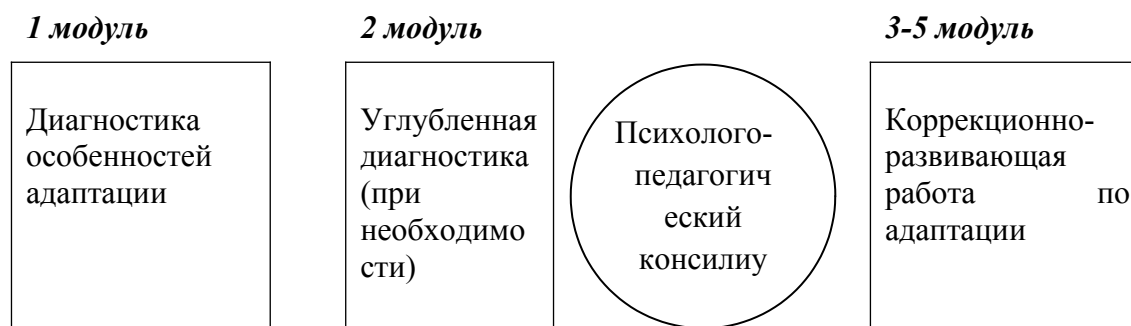 1 модуль
2 модуль
3-5 модуль
Диагностика
особенностей
адаптации
Углубленная
диагностика
(при
необходимо
сти)
Психолого-
педагогич
еский
консилиу
Коррекционно-
развивающая
работа по
адаптации